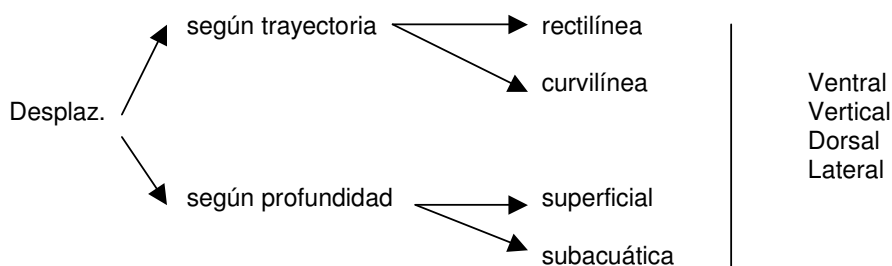 según trayectoria rectilínea
curvilínea
Desplaz.
según profundidad superficial
subacuática
Ventral
Vertical
Dorsal
Lateral